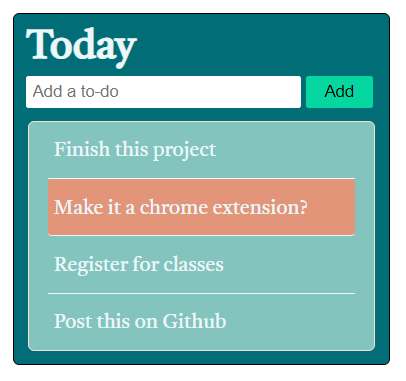 Today
Add a to-do
Add
Finish this project
Make it a chrome extension?
Register for classes
Post this on Github